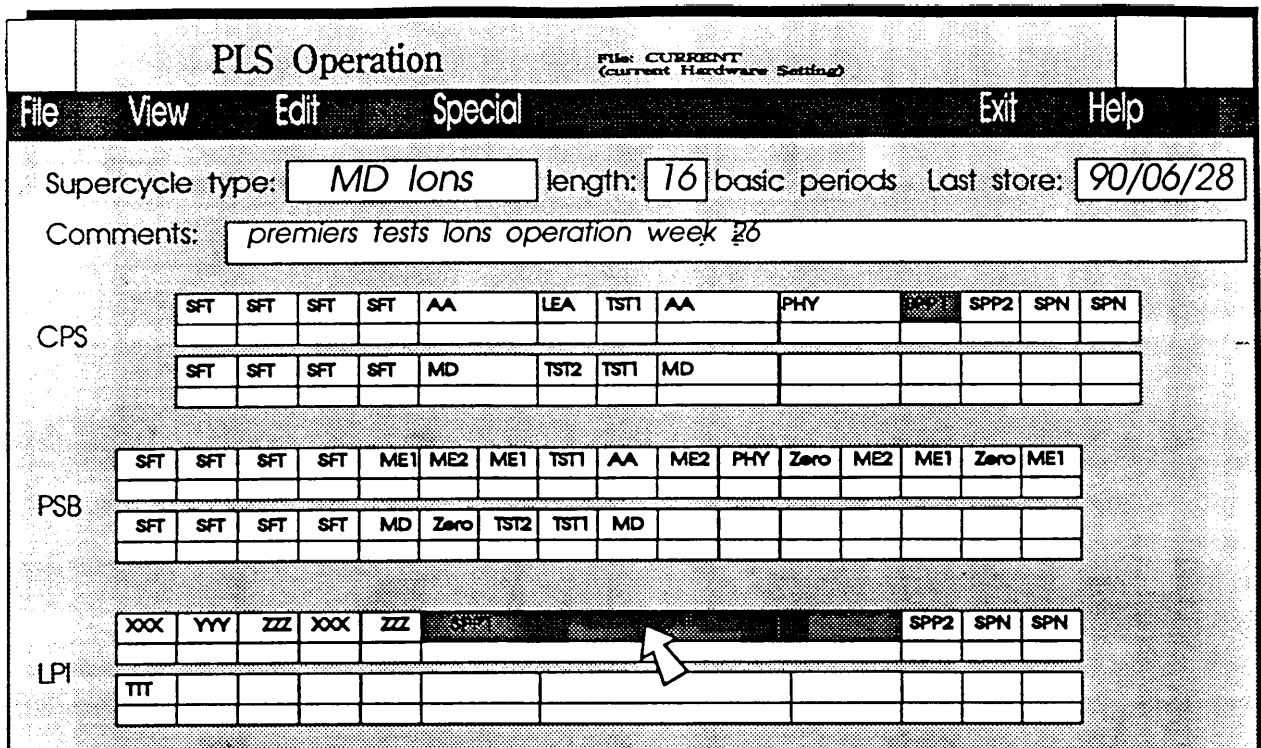 PLS Operation File: CURRENT
(current Hardware Setting)
File View Edit Special Exit Help
Supercycle type: MD Ions length: 16 basic periods Last store: 90/06/28
Comments: premiers tests Ions operation week 26
CPS
SFT SFT SFT SFT AA LEA TST1 AA PHY SPP1 SPP2 SPN SPN
SFT SFT SFT SFT MD TST2 TST1 MD
PSB
SFT SFT SFT SFT ME1 ME2 ME1 TST1 AA ME2 PHY Zero ME2 ME1 Zero ME1
SFT SFT SFT SFT MD Zero TST2 TST1 MD
LPI
XXX YYY ZZZ XXX ZZZ SPP1 SPP2 SPN SPN
TTT